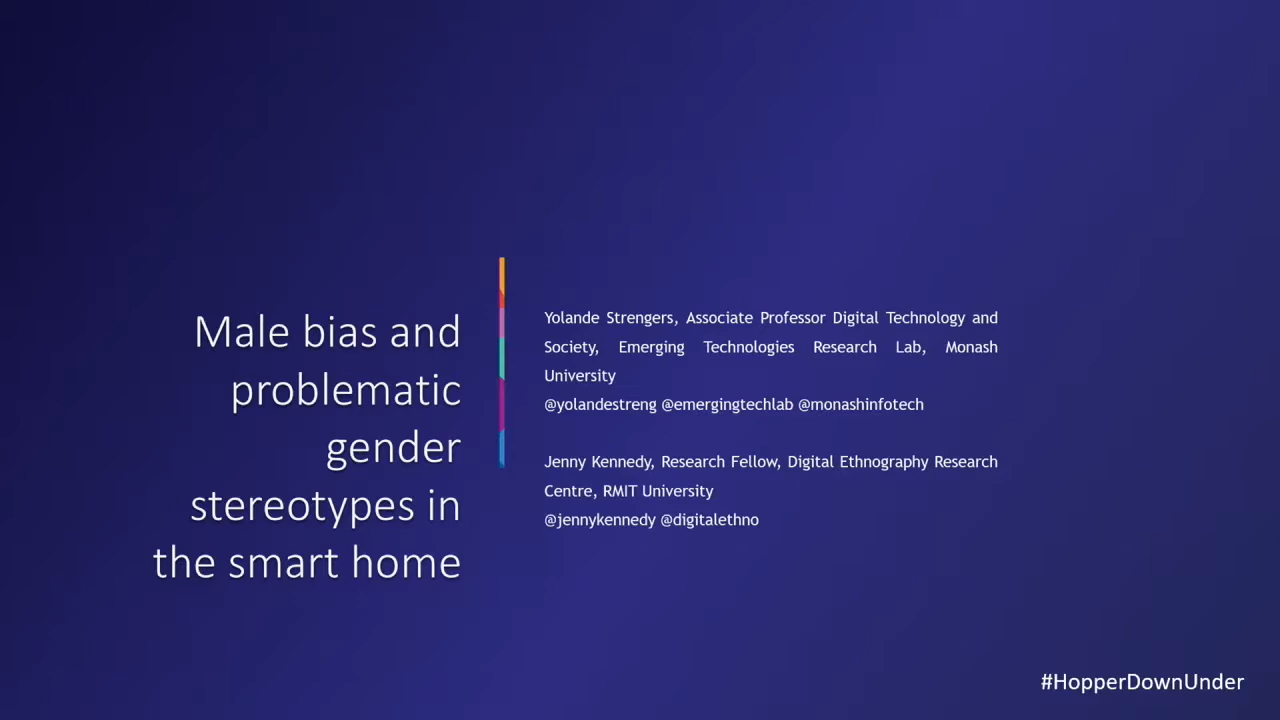 Male bias and
problematic
gender
stereotypes in
the smart home
Yolande Strengers, Associate Professor Digital Technology and
Society, Emerging Technologies Research Lab, Monash
University
@yolandestreng @emergingtechlab @monashinfotech
Jenny Kennedy, Research Fellow, Digital Ethnography Research
Centre, RMIT University
@jennykennedy @digitalethno
#HopperDownUnder